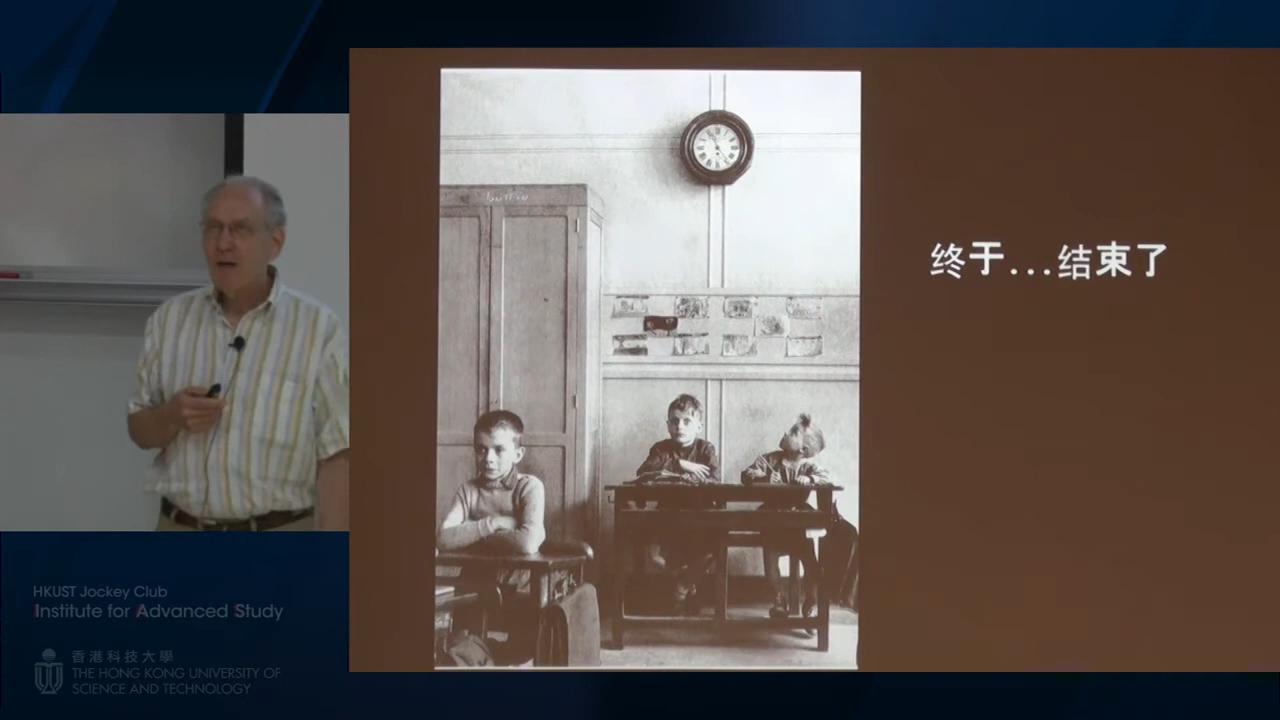 终于...结束了
HKUST Jockey Club
Institute for Advanced Study
香港科技大學
THE HONG KONG UNIVERSITY OF
SCIENCE AND TECHNOLOGY